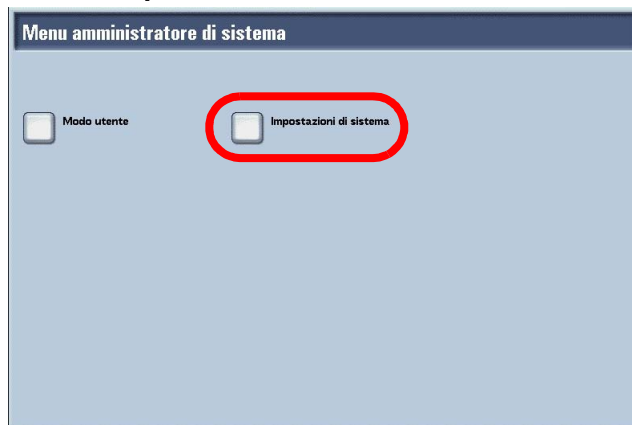 Menu amministratore di sistema
Modo utente
Impostazioni di sistema